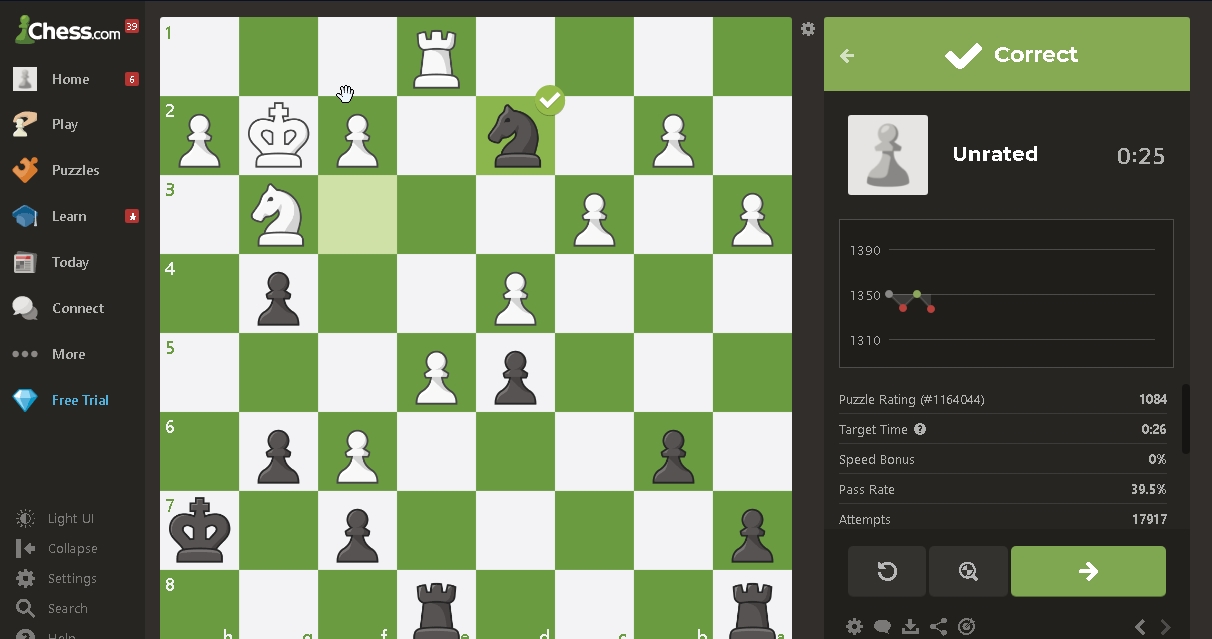 Chess.com 39
Home 6
Play
Puzzles
Learn
Today
Connect
More
Free Trial
Light UI
Collapse
Settings
Search
Help
1
2
3
4
5
6
7
8
h g f e d c b a
Correct
Unrated 0:25
1390
1350
1310
Puzzle Rating (#1164044) 1084
Target Time ? 0:26
Speed Bonus 0%
Pass Rate 39.5%
Attempts 17917